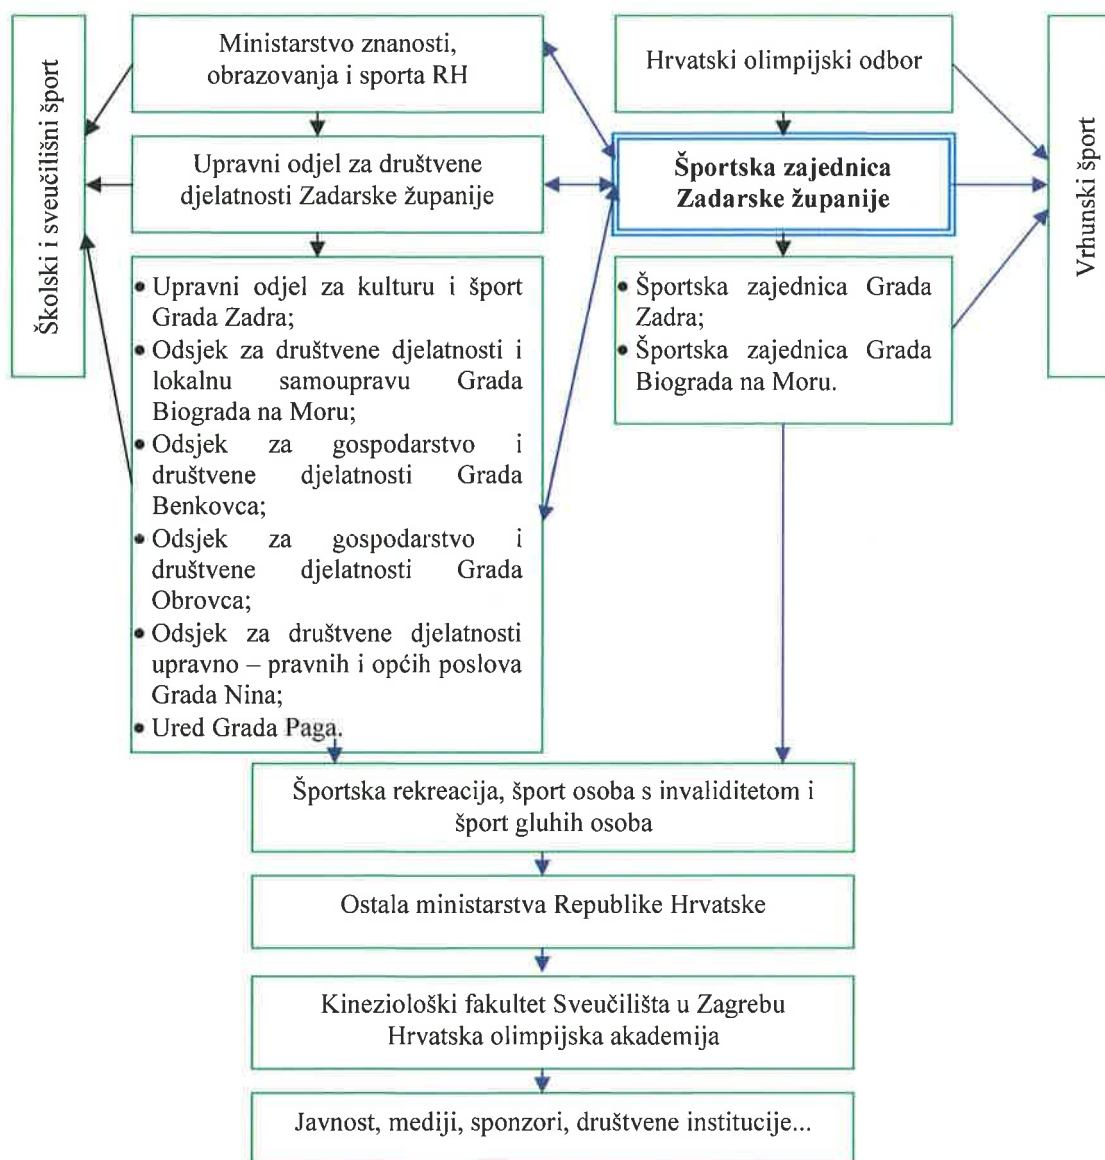 Školski i sveučilišni šport
Ministarstvo znanosti,
obrazovanja i sporta RH
Hrvatski olimpijski odbor
Vrhunski šport
Upravni odjel za društvene
djelatnosti Zadarske županije
Športska zajednica
Zadarske županije
• Upravni odjel za kulturu i šport
Grada Zadra;
• Odsjek za društvene djelatnosti i
lokalnu samoupravu Grada
Biograda na Moru;
• Odsjek za gospodarstvo i
društvene djelatnosti Grada
Benkovca;
• Odsjek za gospodarstvo i
društvene djelatnosti Grada
Obrovca;
• Odsjek za društvene djelatnosti
upravno – pravnih i općih poslova
Grada Nina;
• Ured Grada Paga.
• Športska zajednica Grada
Zadra;
• Športska zajednica Grada
Biograda na Moru.
Športska rekreacija, šport osoba s invaliditetom i
šport gluhih osoba
Ostala ministarstva Republike Hrvatske
Kineziološki fakultet Sveučilišta u Zagrebu
Hrvatska olimpijska akademija
Javnost, mediji, sponzori, društvene institucije...